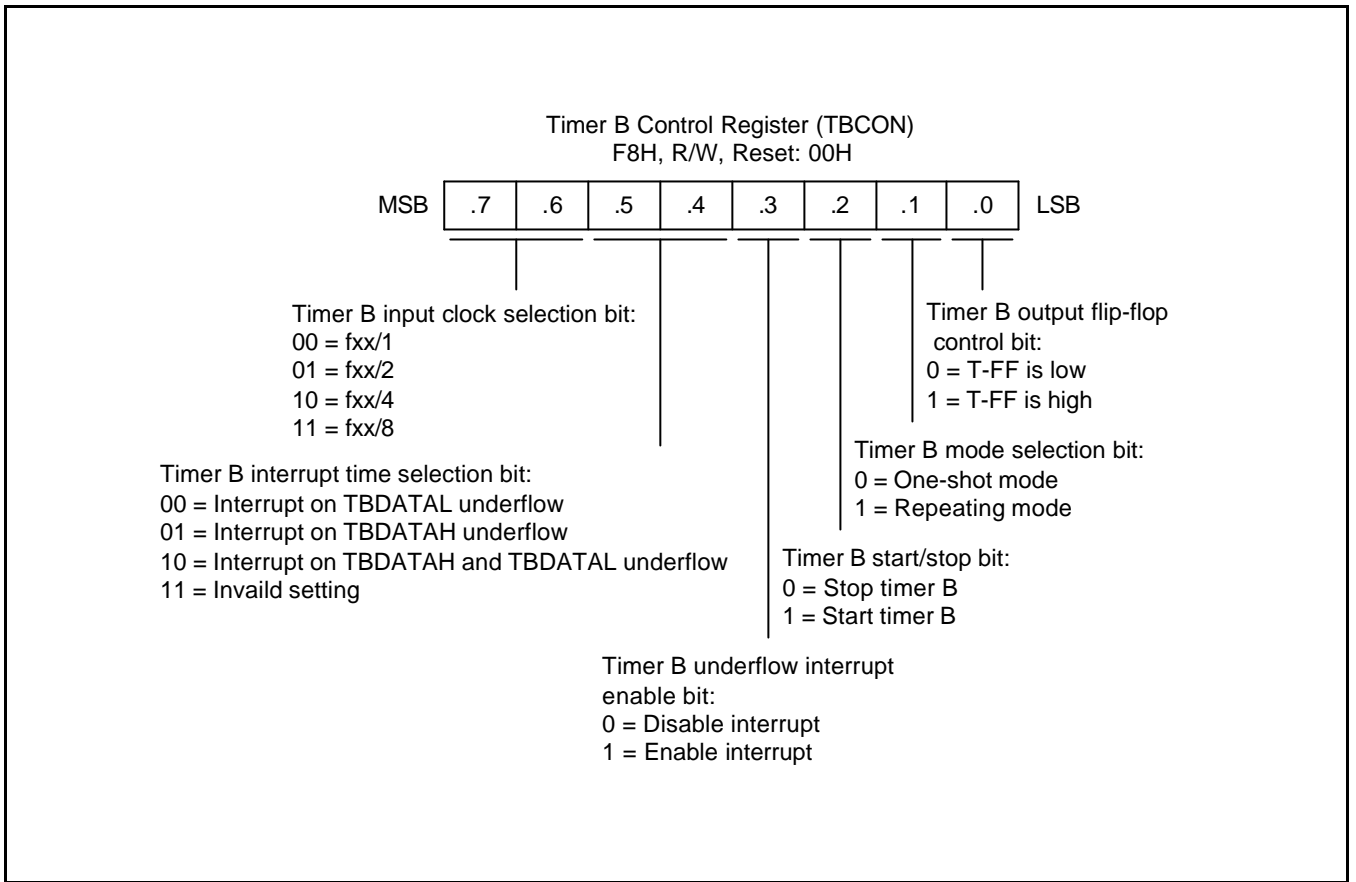 Timer B Control Register (TBCON)
F8H, R/W, Reset: 00H
MSB .7 .6 .5 .4 .3 .2 .1 .0 LSB
Timer B input clock selection bit:
00 = fxx/1
01 = fxx/2
10 = fxx/4
11 = fxx/8
Timer B output flip-flop
control bit:
0 = T-FF is low
1 = T-FF is high
Timer B interrupt time selection bit:
00 = Interrupt on TBDATAL underflow
01 = Interrupt on TBDATAH underflow
10 = Interrupt on TBDATAH and TBDATAL underflow
11 = Invaild setting
Timer B mode selection bit:
0 = One-shot mode
1 = Repeating mode
Timer B start/stop bit:
0 = Stop timer B
1 = Start timer B
Timer B underflow interrupt
enable bit:
0 = Disable interrupt
1 = Enable interrupt